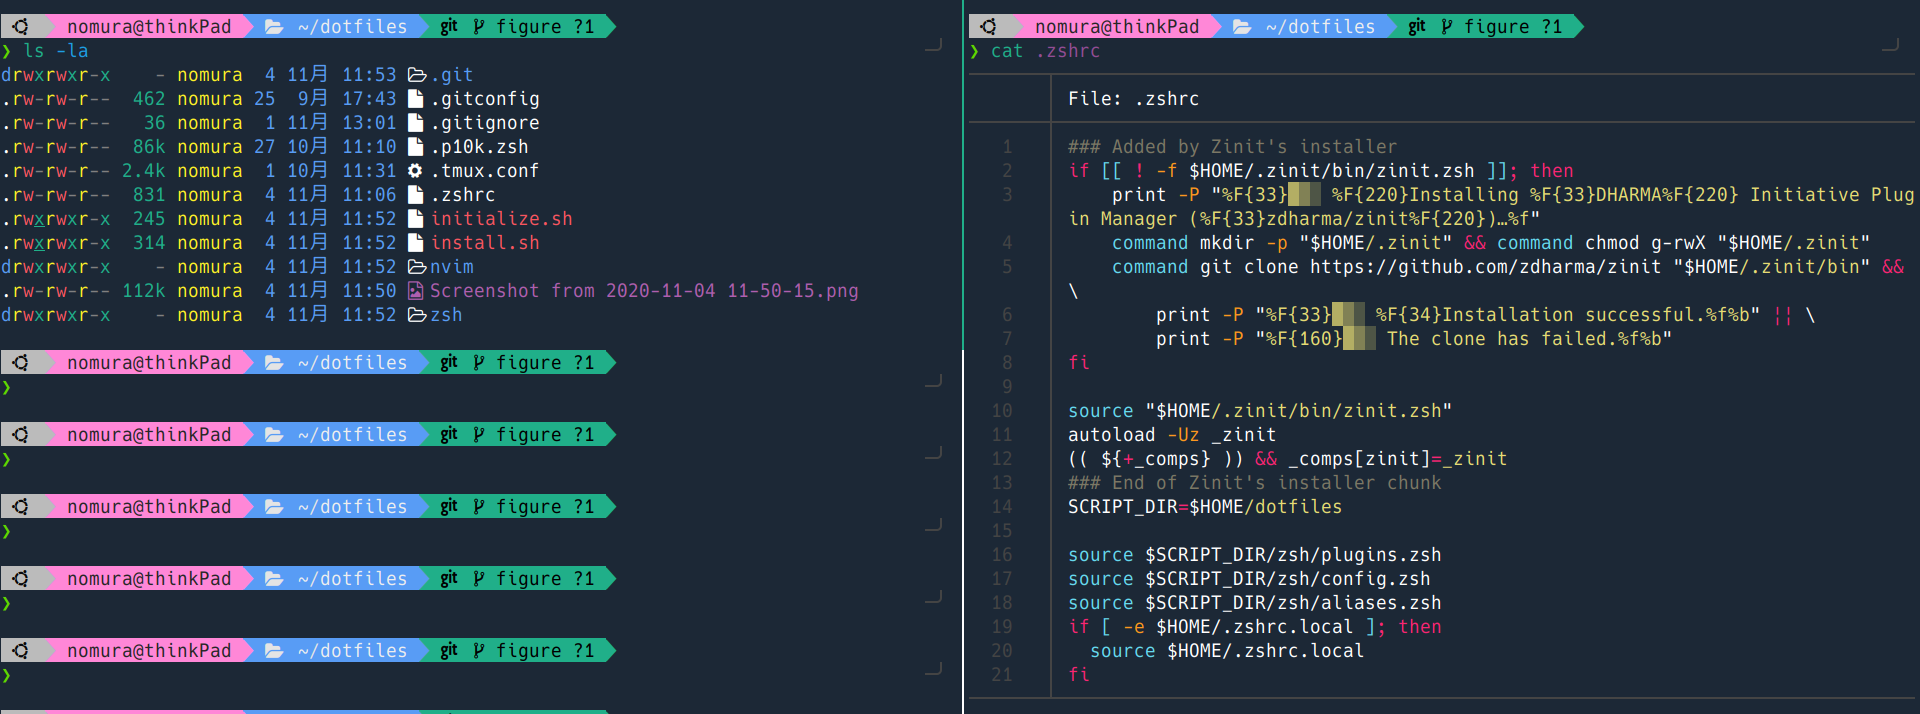 nomura@thinkPad ~/dotfiles git figure ?1
❯ ls -la
drwxrwxr-x - nomura 4 11月 11:53 .git
.rw-rw-r-- 462 nomura 25 9月 17:43 .gitconfig
.rw-rw-r-- 36 nomura 1 11月 13:01 .gitignore
.rw-rw-r-- 86k nomura 27 10月 11:10 .p10k.zsh
.rw-rw-r-- 2.4k nomura 1 10月 11:31 .tmux.conf
.rw-rw-r-- 831 nomura 4 11月 11:06 .zshrc
.rwxrwxr-x 245 nomura 4 11月 11:52 initialize.sh
.rwxrwxr-x 314 nomura 4 11月 11:52 install.sh
drwxrwxr-x - nomura 4 11月 11:52 nvim
.rw-rw-r-- 112k nomura 4 11月 11:50 Screenshot from 2020-11-04 11-50-15.png
drwxrwxr-x - nomura 4 11月 11:52 zsh
nomura@thinkPad ~/dotfiles git figure ?1
❯
nomura@thinkPad ~/dotfiles git figure ?1
❯
nomura@thinkPad ~/dotfiles git figure ?1
❯
nomura@thinkPad ~/dotfiles git figure ?1
❯
nomura@thinkPad ~/dotfiles git figure ?1
❯
nomura@thinkPad ~/dotfiles git figure ?1
❯ cat .zshrc
File: .zshrc
1 ### Added by Zinit's installer
2 if [[ ! -f $HOME/.zinit/bin/zinit.zsh ]]; then
3 print -P "%F{33}▓▒░ %F{220}Installing %F{33}DHARMA%F{220} Initiative Plug
in Manager (%F{33}zdharma/zinit%F{220})…%f"
4 command mkdir -p "$HOME/.zinit" && command chmod g-rwX "$HOME/.zinit"
5 command git clone https://github.com/zdharma/zinit "$HOME/.zinit/bin" &&
\
6 print -P "%F{33}▓▒░ %F{34}Installation successful.%f%b" || \
7 print -P "%F{160}▓▒░ The clone has failed.%f%b"
8 fi
9
10 source "$HOME/.zinit/bin/zinit.zsh"
11 autoload -Uz _zinit
12 (( ${+_comps} )) && _comps[zinit]=_zinit
13 ### End of Zinit's installer chunk
14 SCRIPT_DIR=$HOME/dotfiles
15
16 source $SCRIPT_DIR/zsh/plugins.zsh
17 source $SCRIPT_DIR/zsh/config.zsh
18 source $SCRIPT_DIR/zsh/aliases.zsh
19 if [ -e $HOME/.zshrc.local ]; then
20 source $HOME/.zshrc.local
21 fi